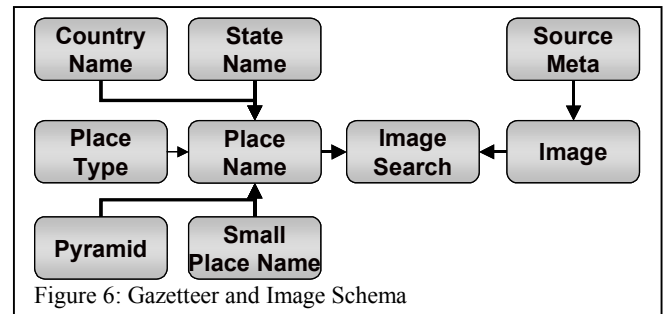 Country
Name
State
Name
Source
Meta
Place
Type
Place
Name
Image
Search
Image
Pyramid
Small
Place Name
Figure 6: Gazetteer and Image Schema